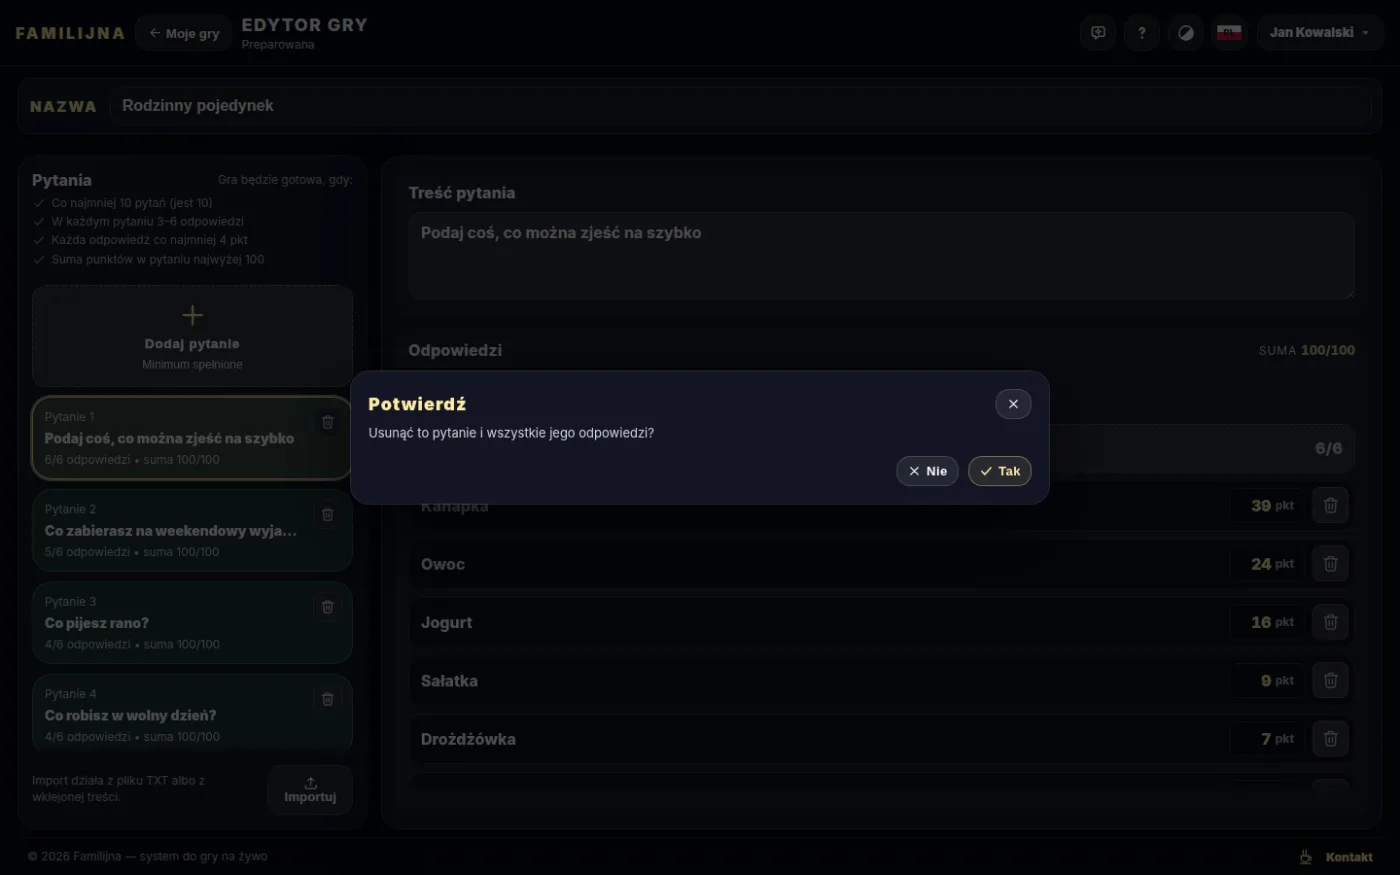 FAMILIJNA
← Moje gry
EDYTOR GRY
Preparowana
?
PL
Jan Kowalski
NAZWA
Rodzinny pojedynek
Pytania
Gra będzie gotowa, gdy:
Co najmniej 10 pytań (jest 10)
W każdym pytaniu 3–6 odpowiedzi
Każda odpowiedź co najmniej 4 pkt
Suma punktów w pytaniu najwyżej 100
Dodaj pytanie
Minimum spełnione
Pytanie 1
Podaj coś, co można zjeść na szybko
6/6 odpowiedzi • suma 100/100
Pytanie 2
Co zabierasz na weekendowy wyja…
5/6 odpowiedzi • suma 100/100
Pytanie 3
Co pijesz rano?
4/6 odpowiedzi • suma 100/100
Pytanie 4
Co robisz w wolny dzień?
4/6 odpowiedzi • suma 100/100
Import działa z pliku TXT albo z
wklejonej treści.
Importuj
Treść pytania
Podaj coś, co można zjeść na szybko
Odpowiedzi
SUMA 100/100
6/6
Potwierdź
Usunąć to pytanie i wszystkie jego odpowiedzi?
Nie
Tak
Kanapka
39 pkt
Owoc
24 pkt
Jogurt
16 pkt
Sałatka
9 pkt
Drożdżówka
7 pkt
© 2026 Familijna — system do gry na żywo
Kontakt